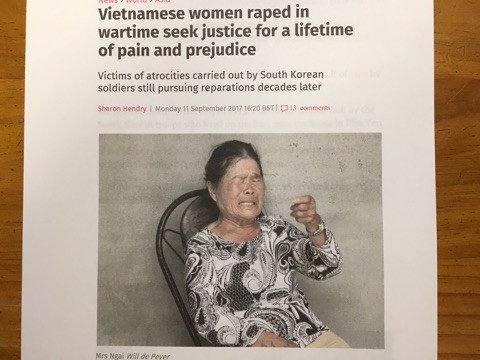 News / World / Asia
Vietnamese women raped in
wartime seek justice for a lifetime
of pain and prejudice
Victims of atrocities carried out by South Korean
soldiers still pursuing reparations decades later
Sharon Hendry | Monday 11 September 2017 16:20 BST | 13 comments
Mrs Ngai Will de Peyer